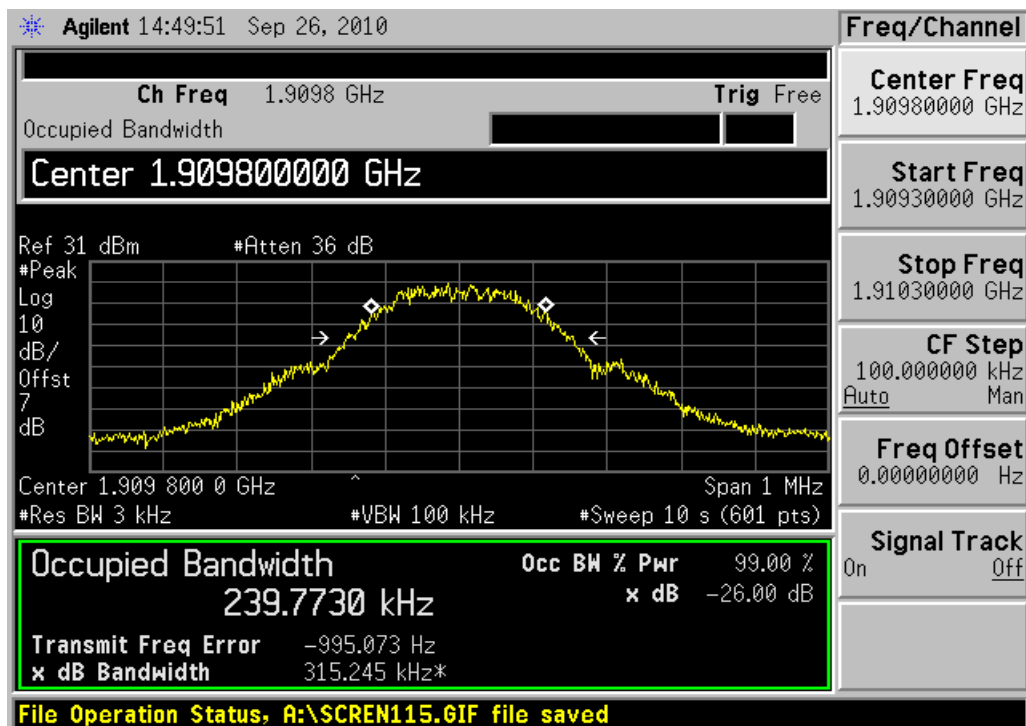 Agilent 14:49:51 Sep 26, 2010
Freq/Channel
Ch Freq 1.9098 GHz Trig Free
Occupied Bandwidth
Center 1.909800000 GHz
Ref 31 dBm #Atten 36 dB
#Peak
Log
10
dB/
Offst
7
dB
Center 1.909 800 0 GHz ^ Span 1 MHz
#Res BW 3 kHz #VBW 100 kHz #Sweep 10 s (601 pts)
Occupied Bandwidth Occ BW % Pwr 99.00 %
239.7730 kHz x dB -26.00 dB
Transmit Freq Error -995.073 Hz
x dB Bandwidth 315.245 kHz*
Center Freq
1.90980000 GHz
Start Freq
1.90930000 GHz
Stop Freq
1.91030000 GHz
CF Step
100.000000 kHz
Auto Man
Freq Offset
0.00000000 Hz
Signal Track
On Off
File Operation Status, A:\SCREN115.GIF file saved